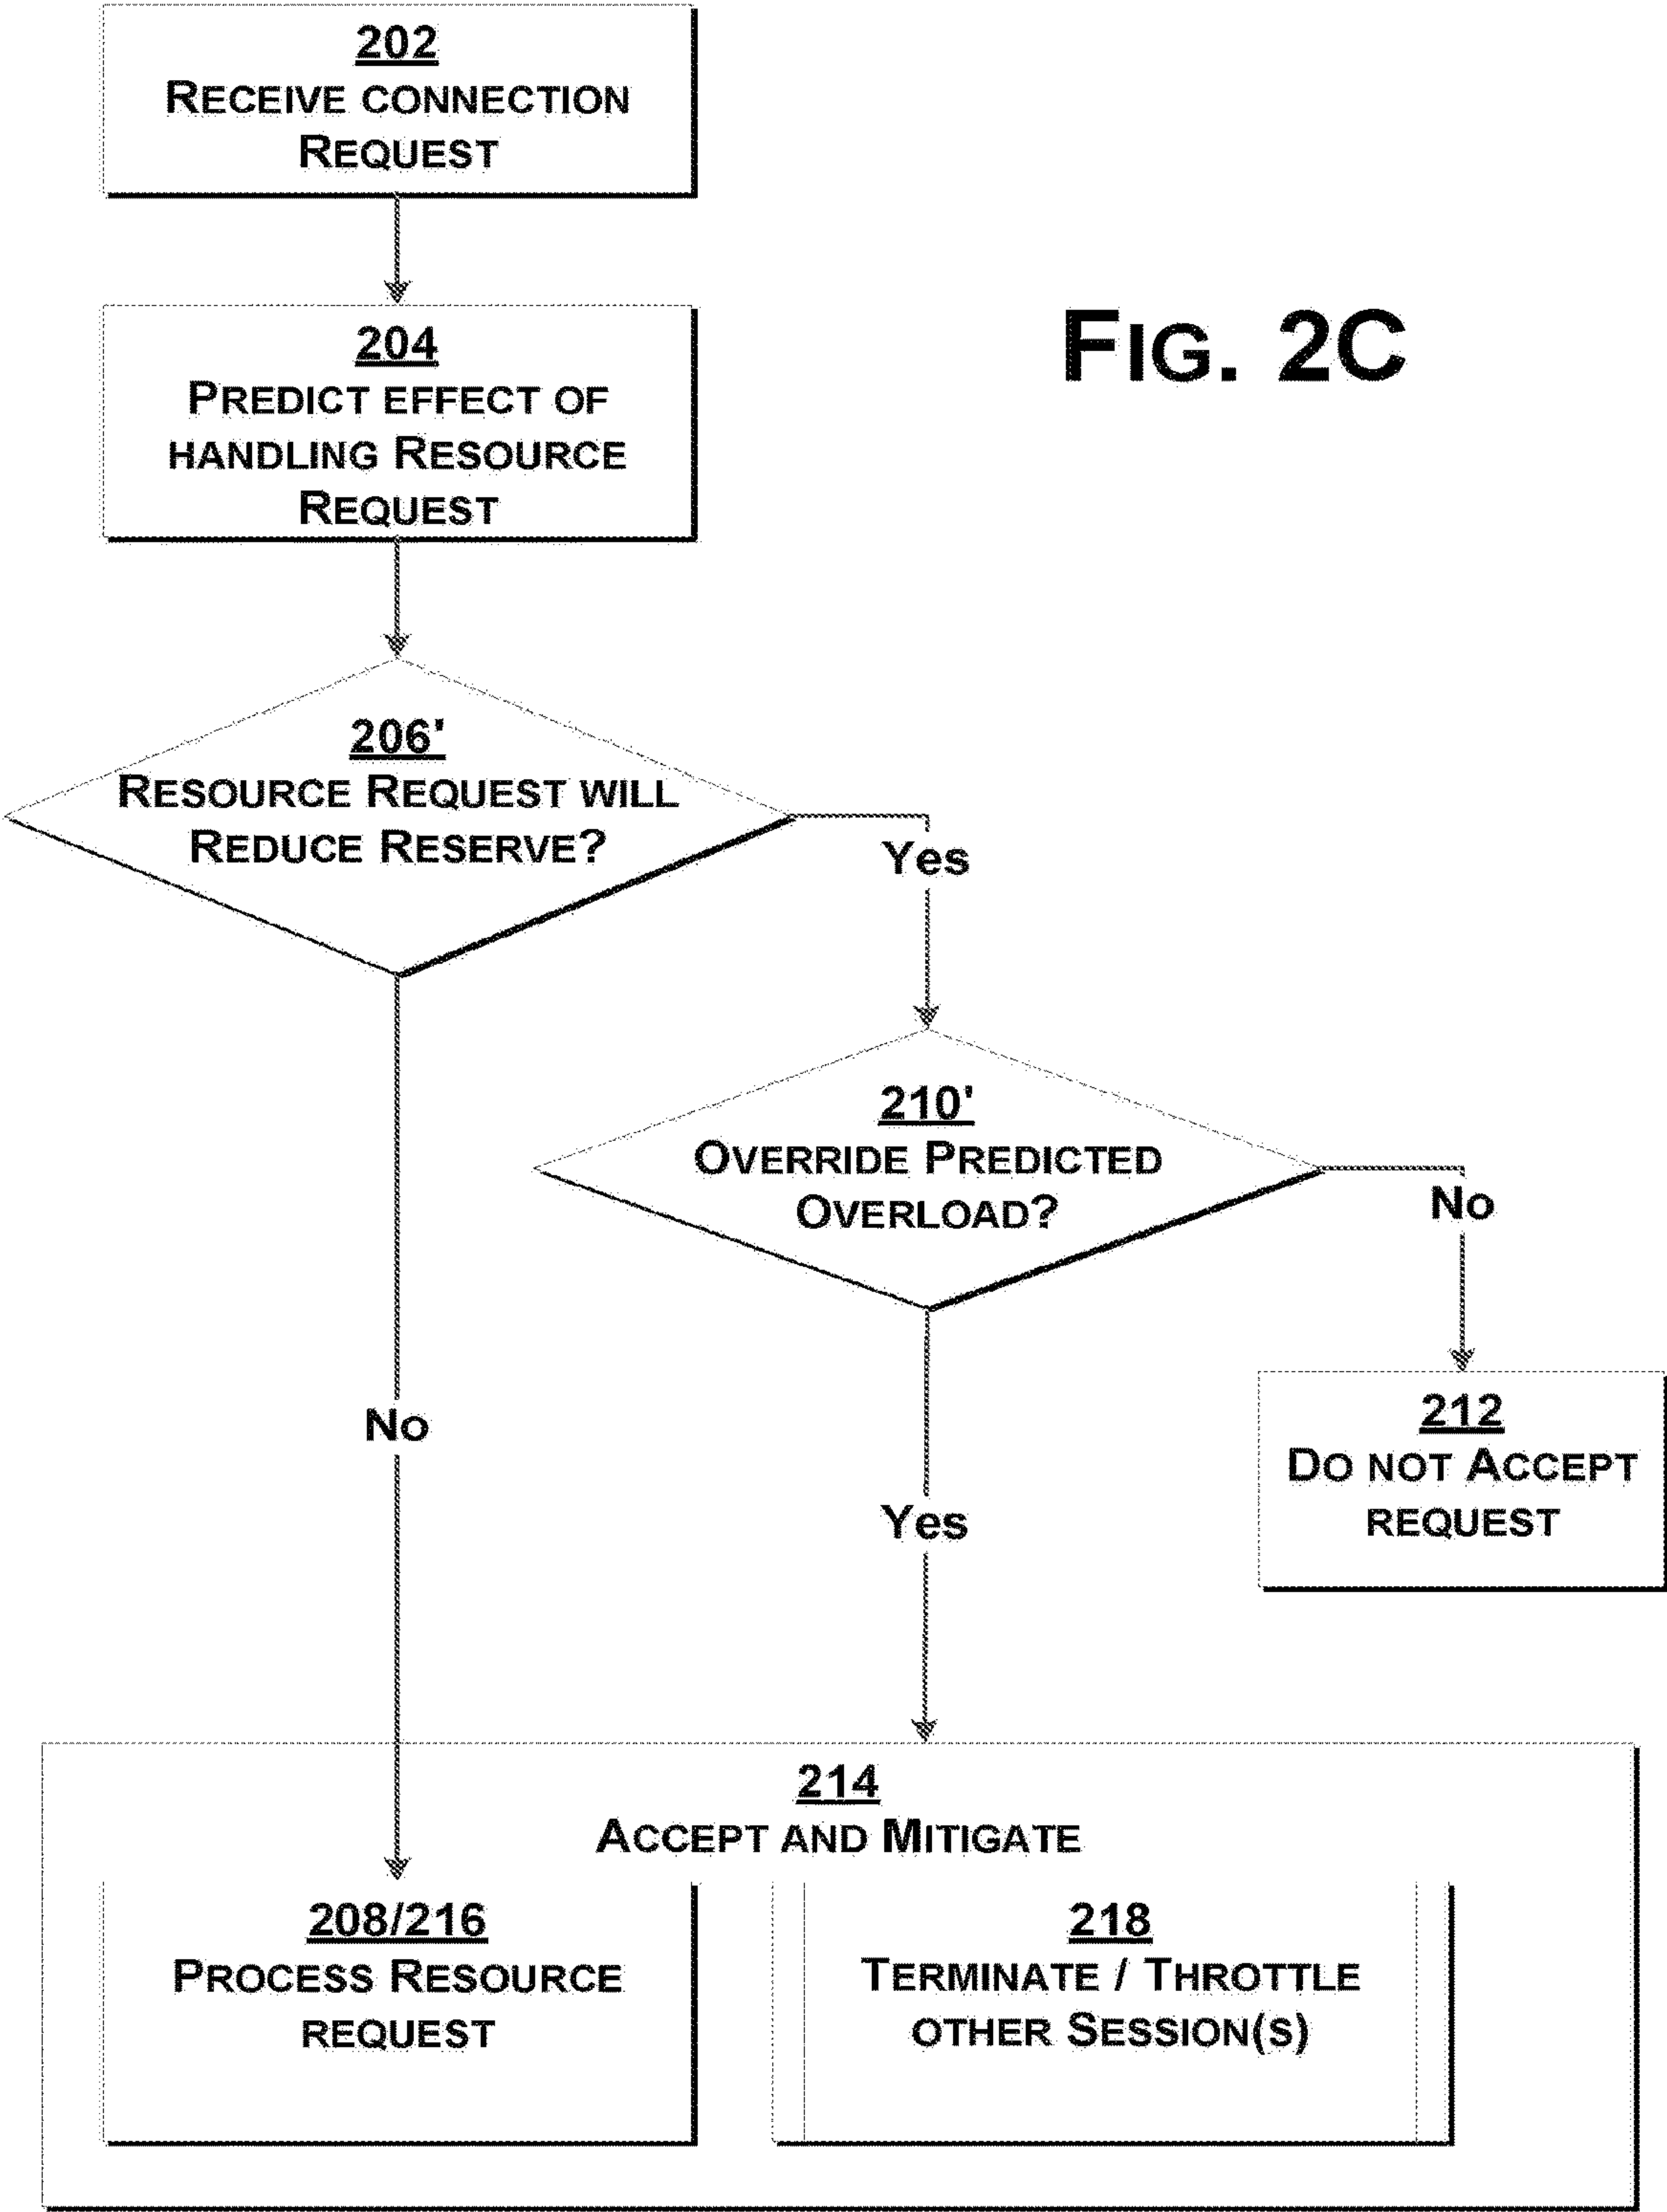 202
RECEIVE CONNECTION
REQUEST
204
PREDICT EFFECT OF
HANDLING RESOURCE
REQUEST
FIG. 2C
206'
RESOURCE REQUEST WILL
REDUCE RESERVE?
Yes
210'
OVERRIDE PREDICTED
OVERLOAD?
No
212
DO NOT ACCEPT
REQUEST
No
Yes
214
ACCEPT AND MITIGATE
208/216
PROCESS RESOURCE
REQUEST
218
TERMINATE / THROTTLE
OTHER SESSION(S)